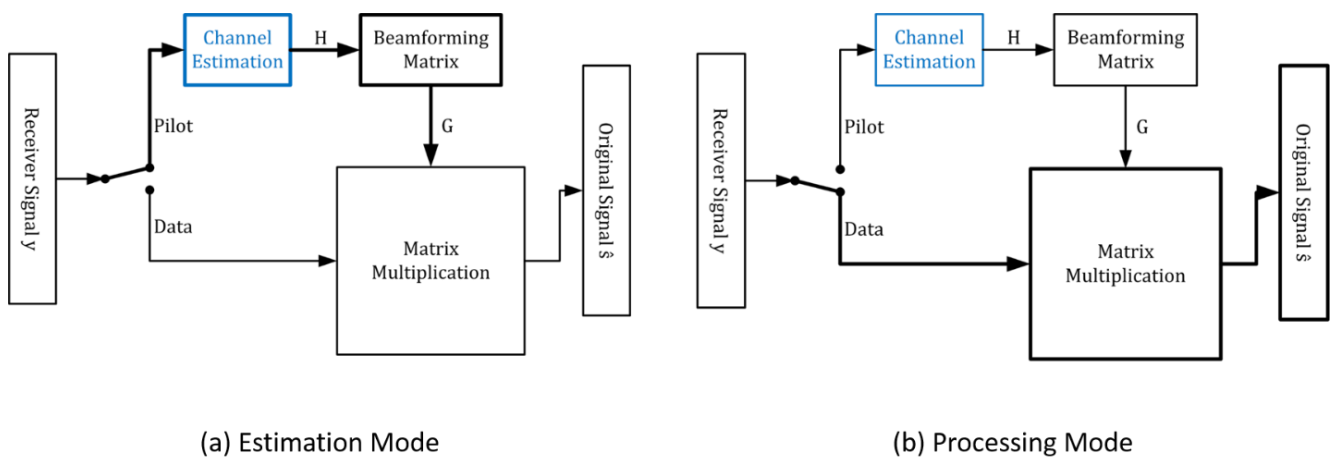 Channel
Estimation
H
Beamforming
Matrix
G
Pilot
Data
Receiver Signal y
Matrix
Multiplication
Original Signal ŝ
(a) Estimation Mode
Channel
Estimation
H
Beamforming
Matrix
G
Pilot
Data
Receiver Signal y
Matrix
Multiplication
Original Signal ŝ
(b) Processing Mode